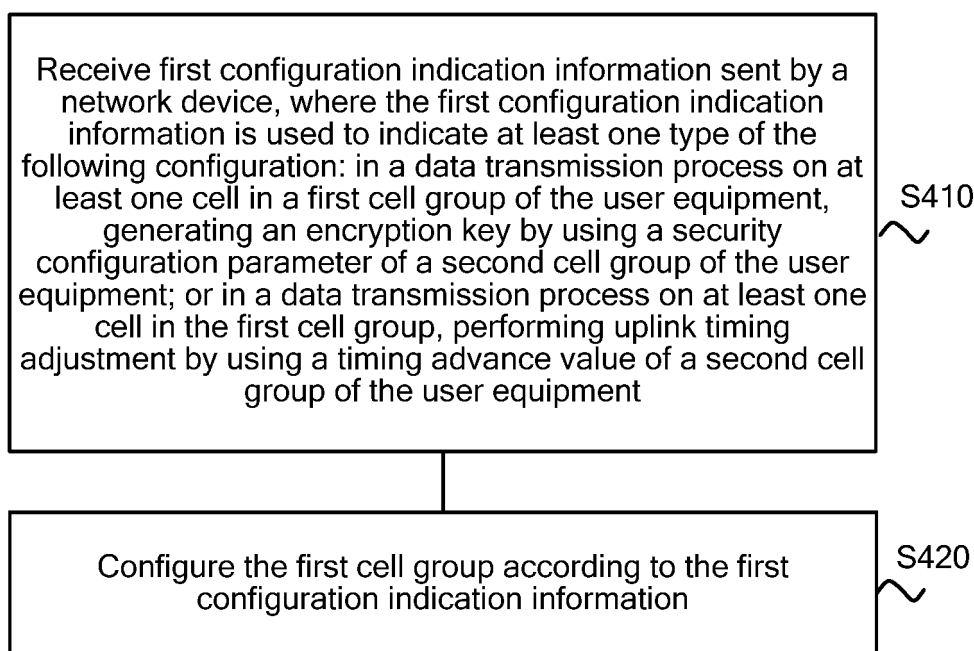 Receive first configuration indication information sent by a
network device, where the first configuration indication
information is used to indicate at least one type of the
following configuration: in a data transmission process on at
least one cell in a first cell group of the user equipment,
generating an encryption key by using a security
configuration parameter of a second cell group of the user
equipment; or in a data transmission process on at least one
cell in the first cell group, performing uplink timing
adjustment by using a timing advance value of a second cell
group of the user equipment
S410
Configure the first cell group according to the first
configuration indication information
S420